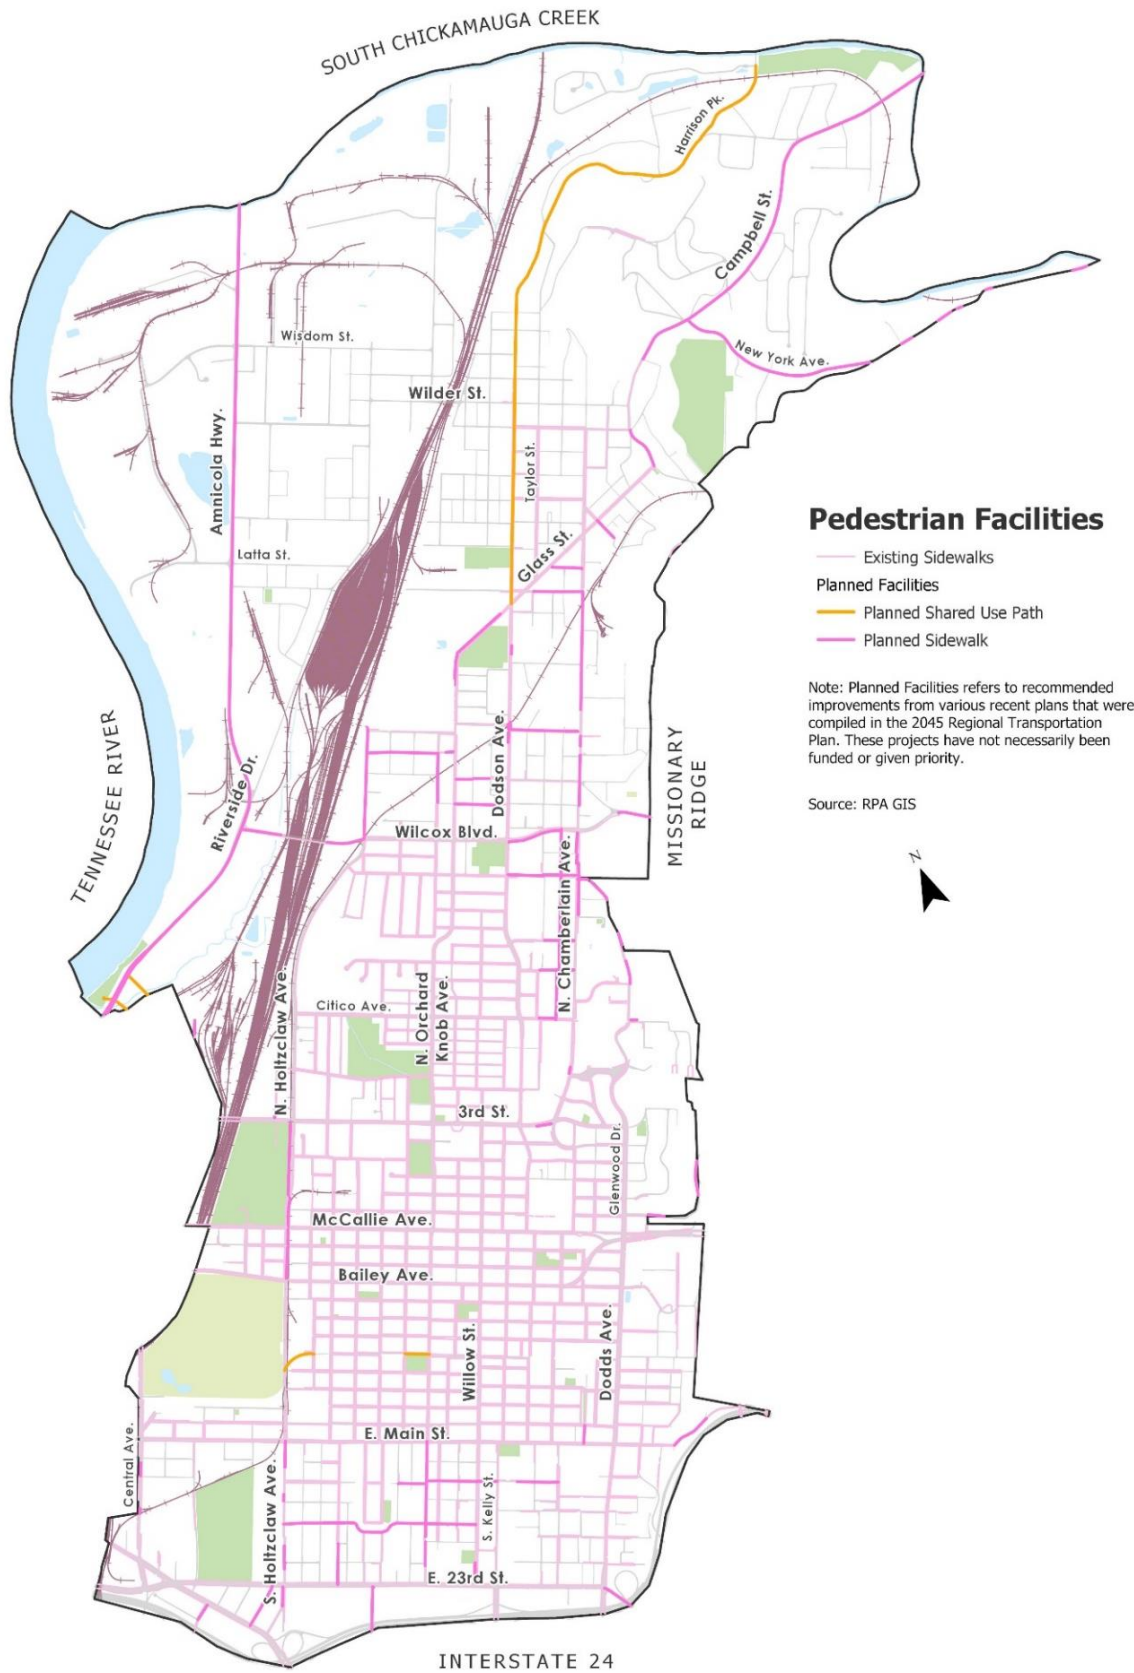 SOUTH CHICKAMAUGA CREEK
Harrison Pk.
Campbell St.
Wisdom St.
New York Ave.
Wilder St.
Amnicola Hwy.
Taylor St.
Latta St.
Glass St.
Pedestrian Facilities
Existing Sidewalks
Planned Facilities
Planned Shared Use Path
Planned Sidewalk
Note: Planned Facilities refers to recommended
improvements from various recent plans that were
compiled in the 2045 Regional Transportation
Plan. These projects have not necessarily been
funded or given priority.
Source: RPA GIS
N
TENNESSEE RIVER
Riverside Dr.
Dodson Ave.
MISSIONARY
RIDGE
Wilcox Blvd.
N. Chamberlain Ave.
N. Holtzclaw Ave.
Citico Ave.
N. Orchard
Knob Ave.
3rd St.
Glenwood Dr.
McCallie Ave.
Bailey Ave.
Willow St.
Dodds Ave.
E. Main St.
Central Ave.
S. Holtzclaw Ave.
S. Kelly St.
E. 23rd St.
INTERSTATE 24